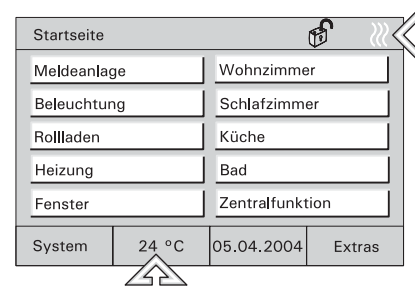 Startseite
Meldeanlage Wohnzimmer
Beleuchtung Schlafzimmer
Rollladen Küche
Heizung Bad
Fenster Zentralfunktion
System 24 °C 05.04.2004 Extras